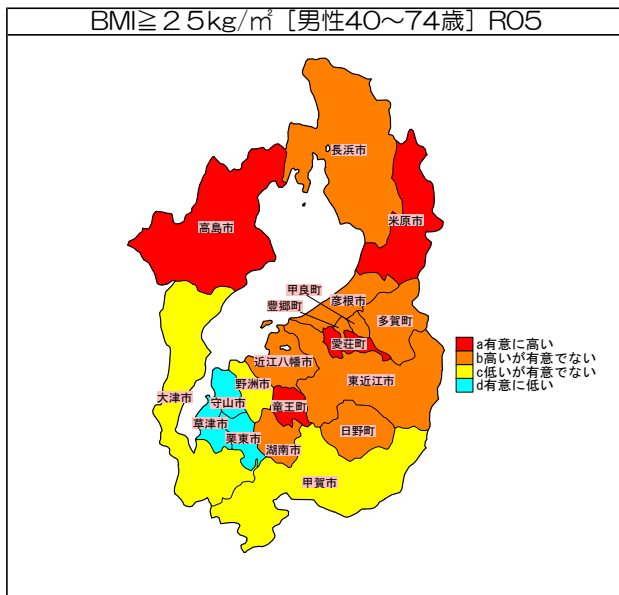 BMI≧25kg/㎡ [男性40～74歳] R05
長浜市
米原市
高島市
甲良町
彦根市
豊郷町
多賀町
愛荘町
a有意に高い
b高いが有意でない
c低いが有意でない
d有意に低い
近江八幡市
東近江市
野洲市
大津市
守山市
竜王町
草津市
栗東市
日野町
湖南市
甲賀市